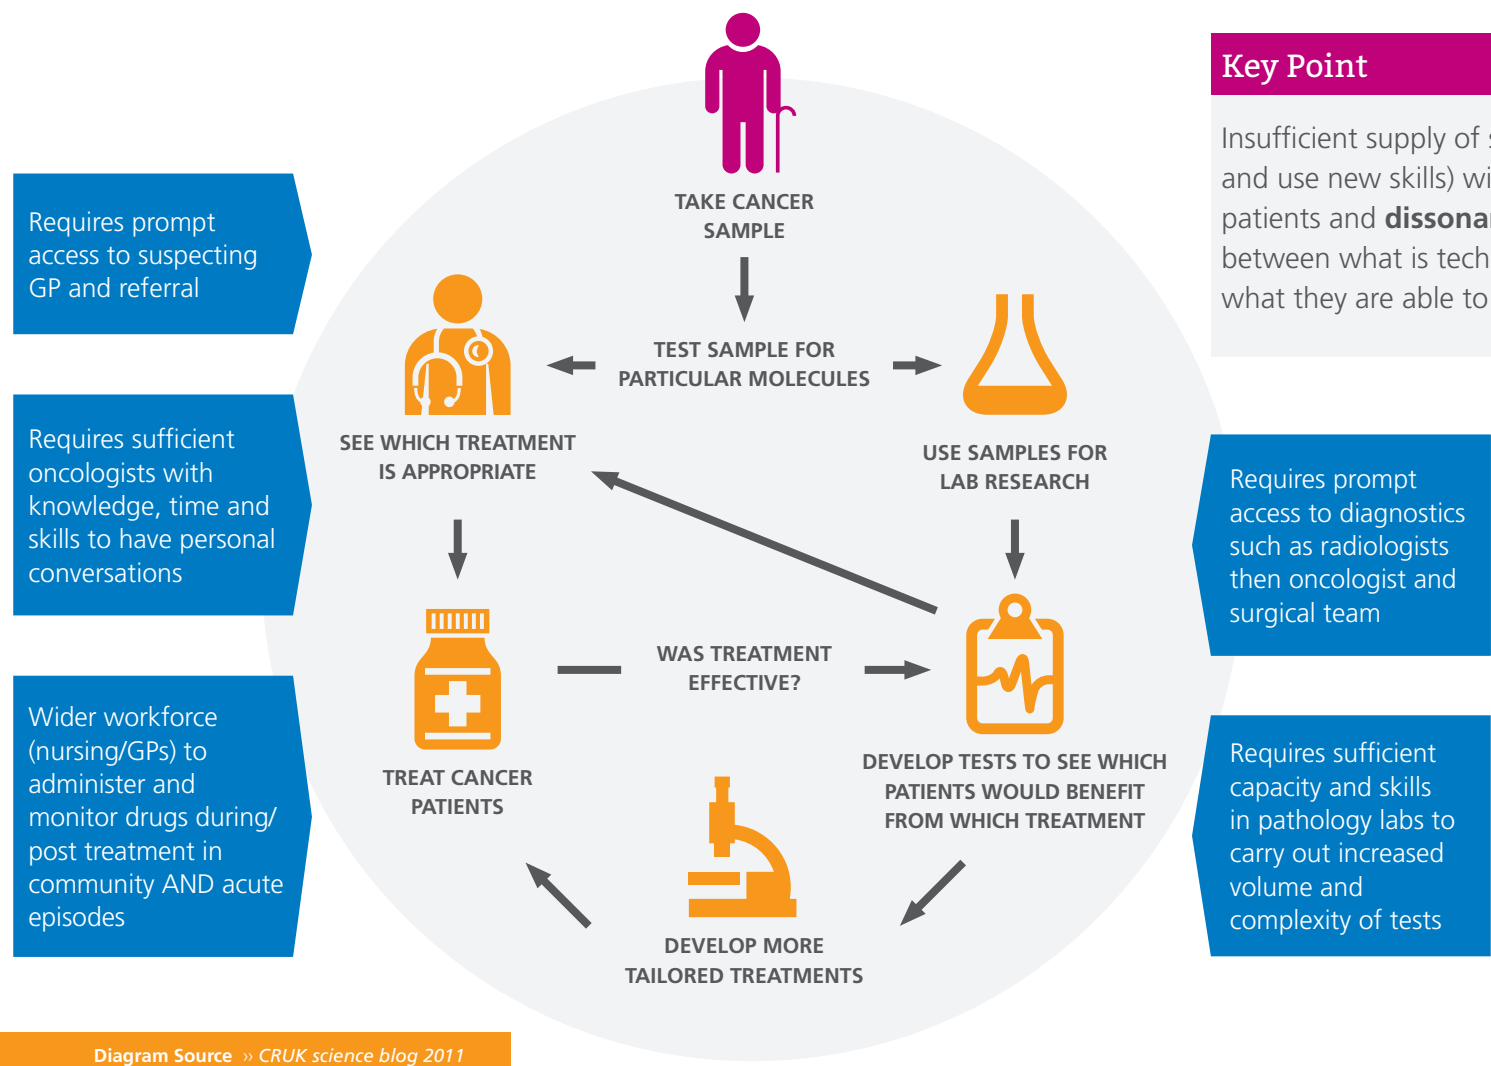 Key Point
Insufficient supply of
and use new skills)
patients and
between what is
what they are able to
TAKE CANCER
SAMPLE
Requires prompt
access to suspecting
GP and referral
TEST SAMPLE FOR
PARTICULAR MOLECULES
SEE WHICH TREATMENT
IS APPROPRIATE
USE SAMPLES FOR
LAB RESEARCH
Requires sufficient
oncologists with
knowledge, time and
skills to have personal
conversations
Requires prompt
access to diagnostics
such as radiologists
then oncologist and
surgical team
WAS TREATMENT
EFFECTIVE?
TREAT CANCER
PATIENTS
DEVELOP TESTS TO SEE WHICH
PATIENTS WOULD BENEFIT
FROM WHICH TREATMENT
Wider workforce
(nursing/GPs) to
administer and
monitor drugs during/
post treatment in
community AND acute
episodes
Requires sufficient
capacity and skills
in pathology labs to
carry out increased
volume and
complexity of tests
DEVELOP MORE
TAILORED TREATMENTS
Diagram Source ›› CRUK science blog 2011